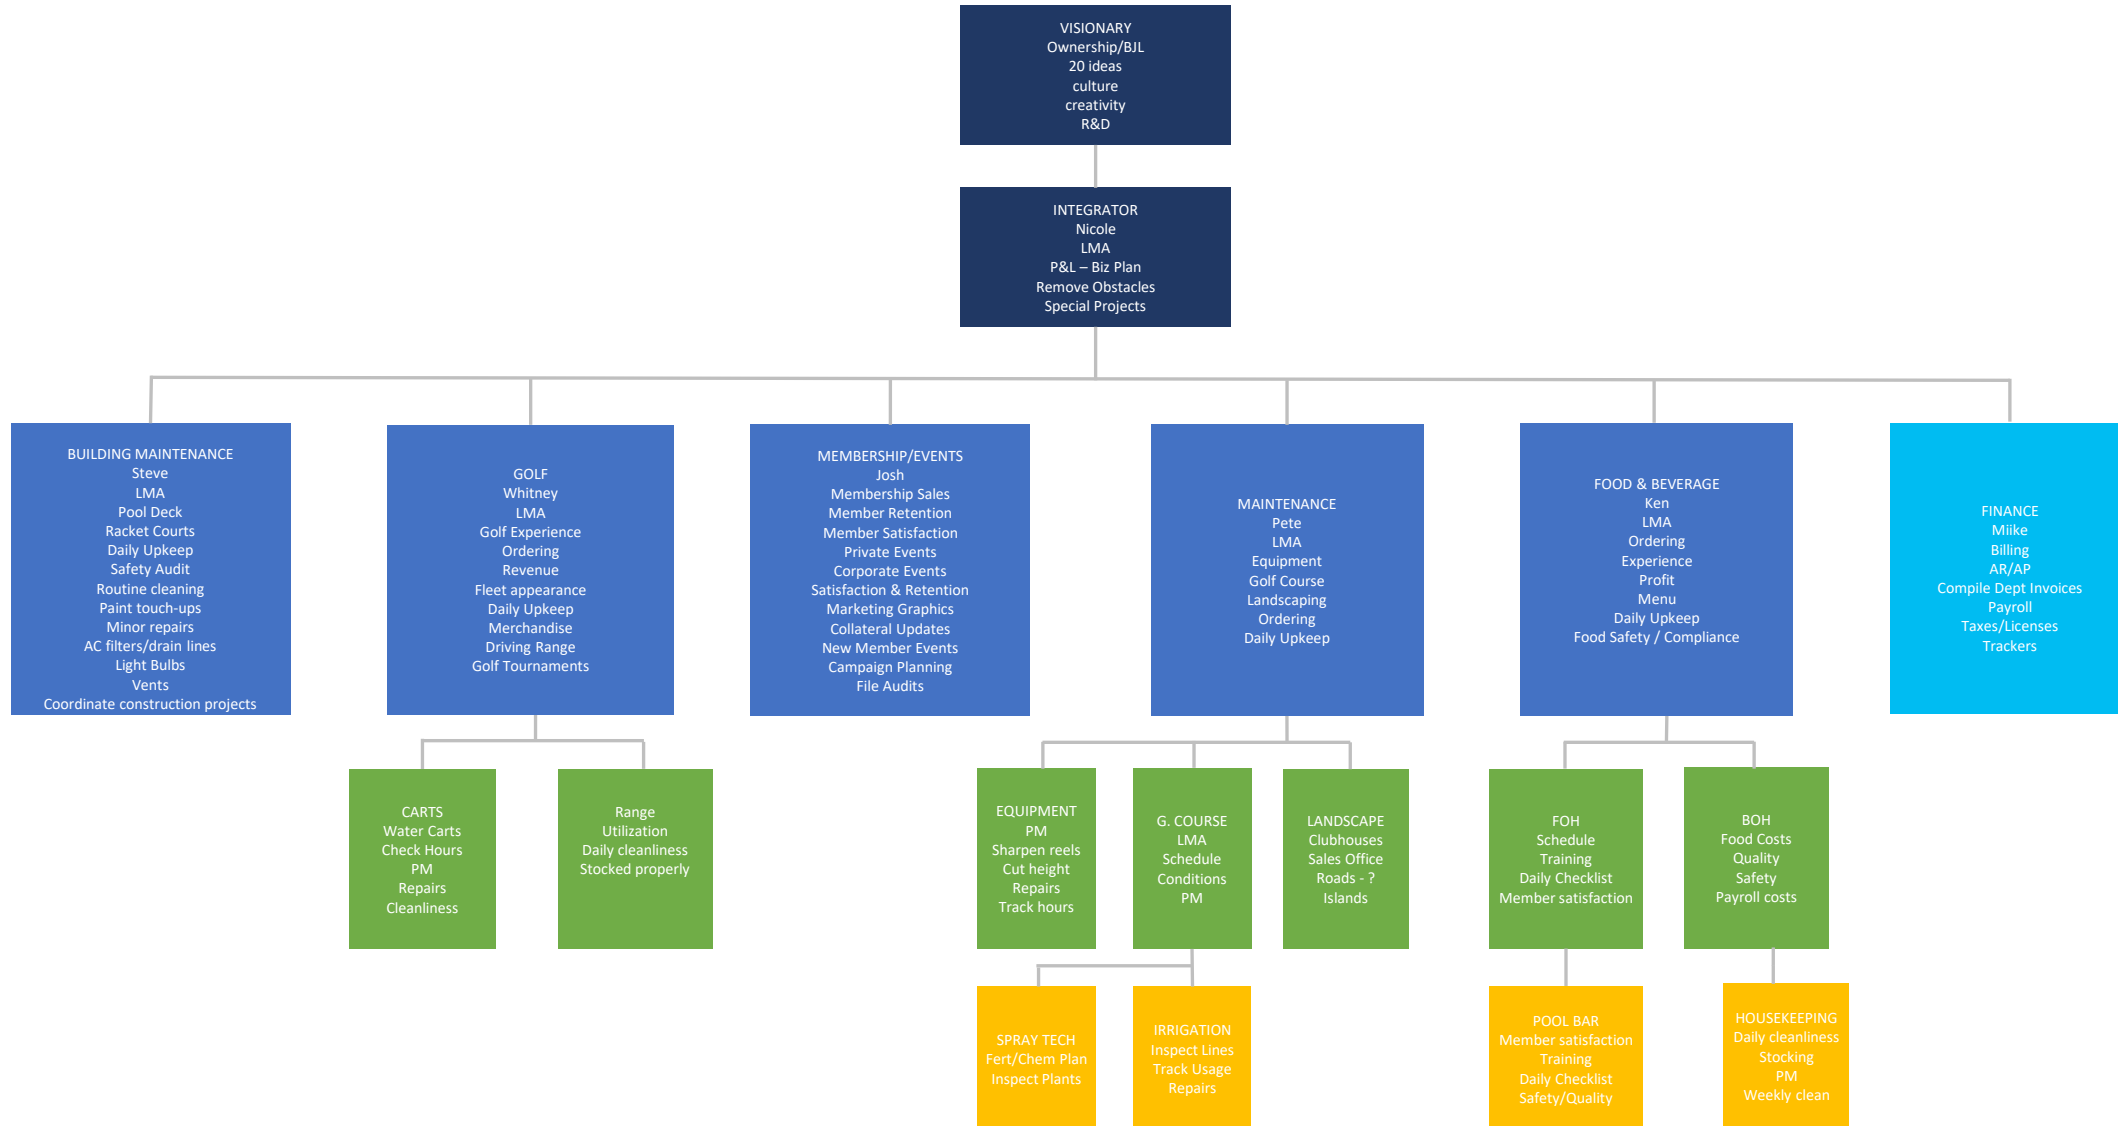 VISIONARY
Ownership/BJL
20 ideas
culture
creativity
R&D
INTEGRATOR
Nicole
LMA
P&L – Biz Plan
Remove Obstacles
Special Projects
BUILDING MAINTENANCE
Steve
LMA
Pool Deck
Racket Courts
Daily Upkeep
Safety Audit
Routine cleaning
Paint touch-ups
Minor repairs
AC filters/drain lines
Light Bulbs
Vents
Coordinate construction projects
GOLF
Whitney
LMA
Golf Experience
Ordering
Revenue
Fleet appearance
Daily Upkeep
Merchandise
Driving Range
Golf Tournaments
MEMBERSHIP/EVENTS
Josh
Membership Sales
Member Retention
Member Satisfaction
Private Events
Corporate Events
Satisfaction & Retention
Marketing Graphics
Collateral Updates
New Member Events
Campaign Planning
File Audits
MAINTENANCE
Pete
LMA
Equipment
Golf Course
Landscaping
Ordering
Daily Upkeep
FOOD & BEVERAGE
Ken
LMA
Ordering
Experience
Profit
Menu
Daily Upkeep
Food Safety / Compliance
FINANCE
Miike
Billing
AR/AP
Compile Dept Invoices
Payroll
Taxes/Licenses
Trackers
CARTS
Water Carts
Check Hours
PM
Repairs
Cleanliness
Range
Utilization
Daily cleanliness
Stocked properly
EQUIPMENT
PM
Sharpen reels
Cut height
Repairs
Track hours
G. COURSE
LMA
Schedule
Conditions
PM
LANDSCAPE
Clubhouses
Sales Office
Roads - ?
Islands
FOH
Schedule
Training
Daily Checklist
Member satisfaction
BOH
Food Costs
Quality
Safety
Payroll costs
SPRAY TECH
Fert/Chem Plan
Inspect Plants
IRRIGATION
Inspect Lines
Track Usage
Repairs
POOL BAR
Member satisfaction
Training
Daily Checklist
Safety/Quality
HOUSEKEEPING
Daily cleanliness
Stocking
PM
Weekly clean